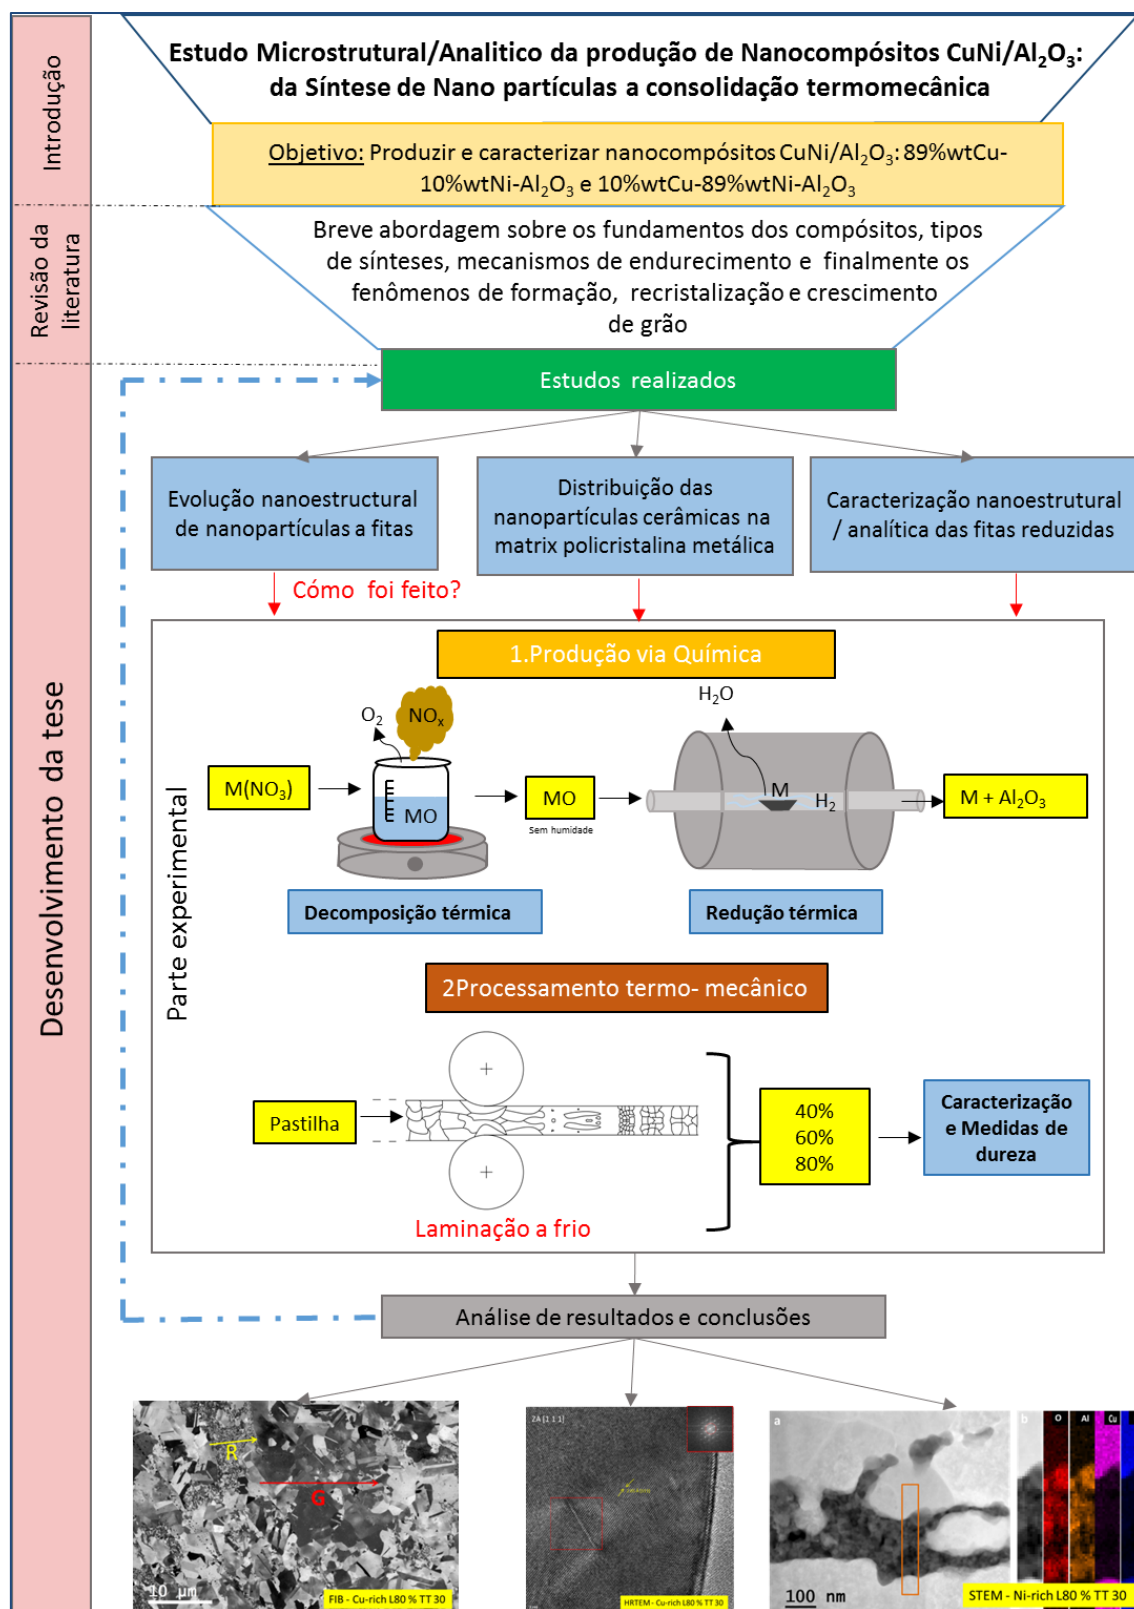 Introdução
Estudo Microstrutural/Analitico da produção de Nanocompósitos CuNi/Al₂O₃:
da Síntese de Nano partículas a consolidação termomecânica
Objetivo: Produzir e caracterizar nanocompósitos CuNi/Al₂O₃: 89%wtCu-
10%wtNi-Al₂O₃ e 10%wtCu-89%wtNi-Al₂O₃
Revisão da
literatura
Breve abordagem sobre os fundamentos dos compósitos, tipos
de sínteses, mecanismos de endurecimento e finalmente os
fenômenos de formação, recristalização e crescimento
de grão
Desenvolvimento da tese
Estudos realizados
Evolução nanoestructural
de nanopartículas a fitas
Distribuição das
nanopartículas cerâmicas na
matrix policristalina metálica
Caracterização nanoestrutural
/ analítica das fitas reduzidas
Cómo foi feito?
Parte experimental
1.Produção via Química
O₂
NOₓ
H₂O
M(NO₃)
MO
MO
Sem humidade
M
H₂
M + Al₂O₃
Decomposição térmica
Redução térmica
2Processamento termo- mecânico
Pastilha
40%
60%
80%
Caracterização
e Medidas de
dureza
Laminação a frio
Análise de resultados e conclusões
R
G
10 µm
FIB - Cu-rich L80 % TT 30
ZA [1 1 1]
HRTEM - Cu-rich L80 % TT 30
a
b
O
Al
Cu
100 nm
STEM - Ni-rich L80 % TT 30